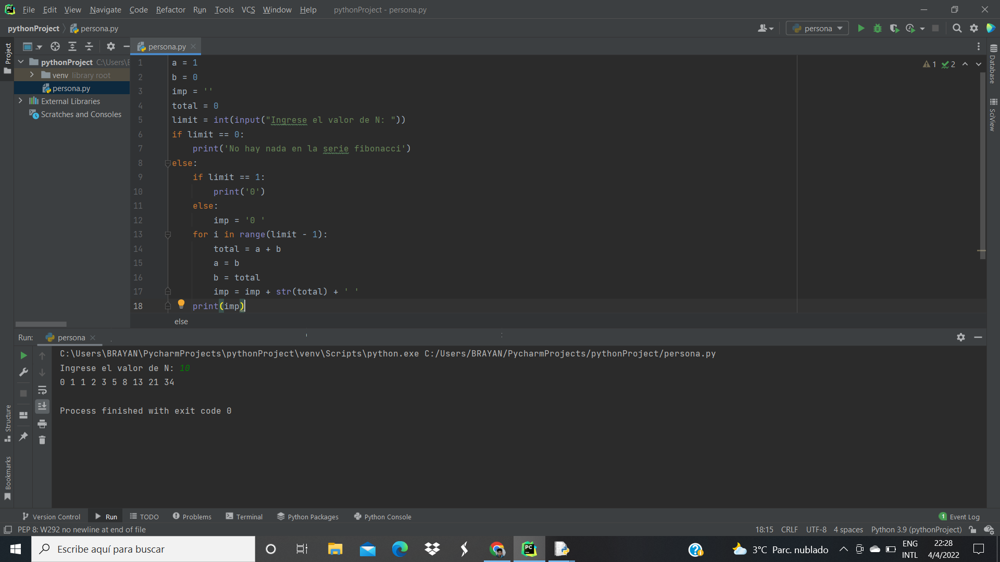 File Edit View Navigate Code Refactor Run Tools VCS Window Help pythonProject - persona.py
pythonProject persona.py persona
Project
persona.py
pythonProject C:\Users\
venv library root
persona.py
External Libraries
Scratches and Consoles
1 a = 1
2 b = 0
3 imp = ''
4 total = 0
5 limit = int(input("Ingrese el valor de N: "))
6 if limit == 0:
7 print('No hay nada en la serie fibonacci')
8 else:
9 if limit == 1:
10 print('0')
11 else:
12 imp = '0 '
13 for i in range(limit - 1):
14 total = a + b
15 a = b
16 b = total
17 imp = imp + str(total) + ' '
18 print(imp)
1 2
Database
SciView
else
Run: persona
C:\Users\BRAYAN\PycharmProjects\pythonProject\venv\Scripts\python.exe C:/Users/BRAYAN/PycharmProjects/pythonProject/persona.py
Ingrese el valor de N: 10
0 1 1 2 3 5 8 13 21 34
Process finished with exit code 0
Structure
Bookmarks
Version Control Run TODO Problems Terminal Python Packages Python Console 1 Event Log
PEP 8: W292 no newline at end of file 18:15 CRLF UTF-8 4 spaces Python 3.9 (pythonProject)
Escribe aquí para buscar 3°C Parc. nublado ENG INTL 22:28 4/4/2022